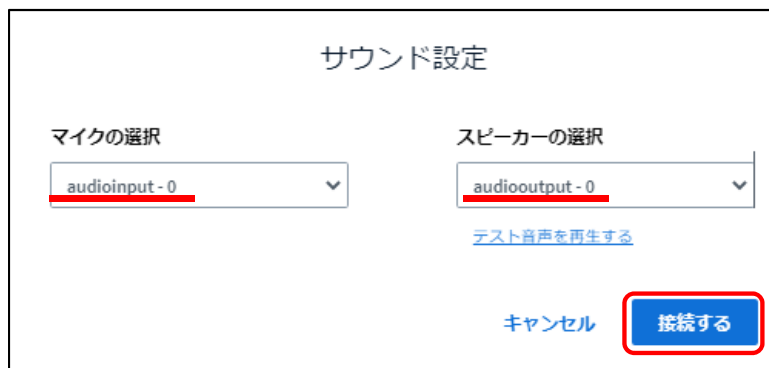 サウンド設定
マイクの選択
スピーカーの選択
audioinput - 0
audiooutput - 0
テスト音声を再生する
キャンセル
接続する